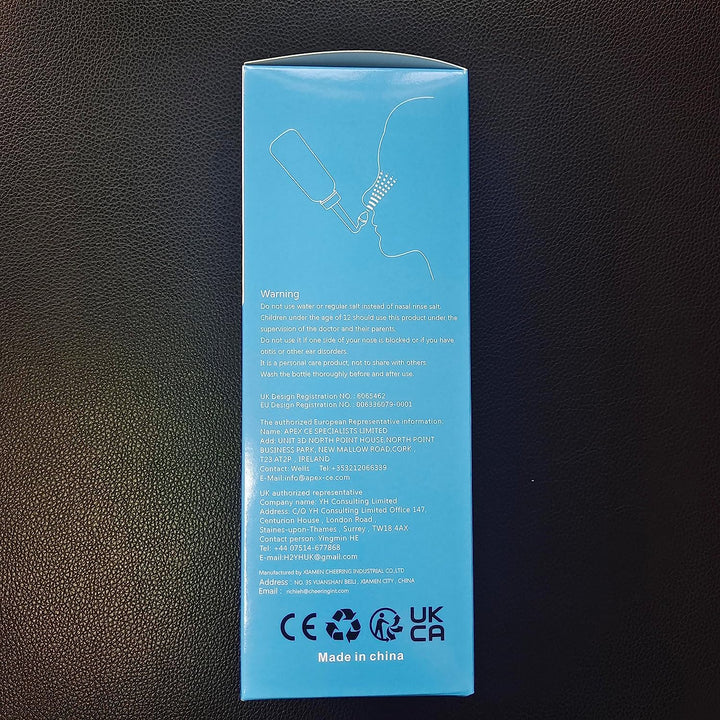 Warning
Do not use water or regular salt instead of nasal rinse salt.
Children under the age of 12 should use this product under the
supervision of the doctor and their parents.
Do not use it if one side of your nose is blocked or if you have
otitis or other ear disorders.
It is a personal care product, not to share with others.
Wash the bottle thoroughly before and after use.
UK Design Registration NO. : 6065462
EU Design Registration NO. : 006336079-0001
The authorized European Representative information:
Name: APEX CE SPECIALISTS LIMITED
Add: UNIT 3D NORTH POINT HOUSE,NORTH POINT
BUSINESS PARK, NEW MALLOW ROAD,CORK ,
T23 AT2P , IRELAND
Contact: Wells Tel:+353212066339
E-Mail:info@apex-ce.com
UK authorized representative
Company name: YH Consulting Limited
Address: C/O YH Consulting Limited Office 147,
Centurion House , London Road,
Staines-upon-Thames , Surrey , TW18 4AX
Contact person: Yingmin HE
Tel: +44 07514-677868
E-mail:H2YHUK@gmail.com
Manufactured by XIAMEN CHEERING INDUSTRIAL CO.,LTD
Address : NO. 35 YUANSHAN BEILI , XIAMEN CITY , CHINA
Email : richieh@cheeringint.com
CE UK
CA
Made in china